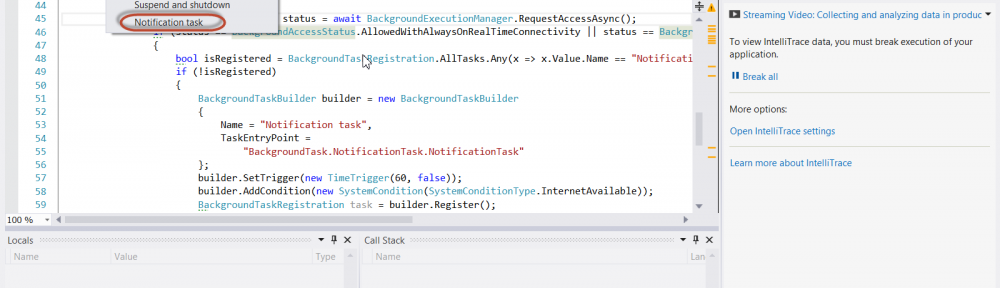 Suspend and shutdown
Notification task
44
45 status = await BackgroundExecutionManager.RequestAccessAsync();
46 if (status == BackgroundAccessStatus.AllowedWithAlwaysOnRealTimeConnectivity || status == Backgr
47 {
48 bool isRegistered = BackgroundTaskRegistration.AllTasks.Any(x => x.Value.Name == "Notificati
49 if (!isRegistered)
50 {
51 BackgroundTaskBuilder builder = new BackgroundTaskBuilder
52 {
53 Name = "Notification task",
54 TaskEntryPoint =
55 "BackgroundTask.NotificationTask.NotificationTask"
56 };
57 builder.SetTrigger(new TimeTrigger(60, false));
58 builder.AddCondition(new SystemCondition(SystemConditionType.InternetAvailable));
59 BackgroundTaskRegistration task = builder.Register();
100 %
Locals
Name Value Type
Call Stack
Name Lan
Streaming Video: Collecting and analyzing data in produc
To view IntelliTrace data, you must break execution of your
application.
Break all
More options:
Open IntelliTrace settings
Learn more about IntelliTrace